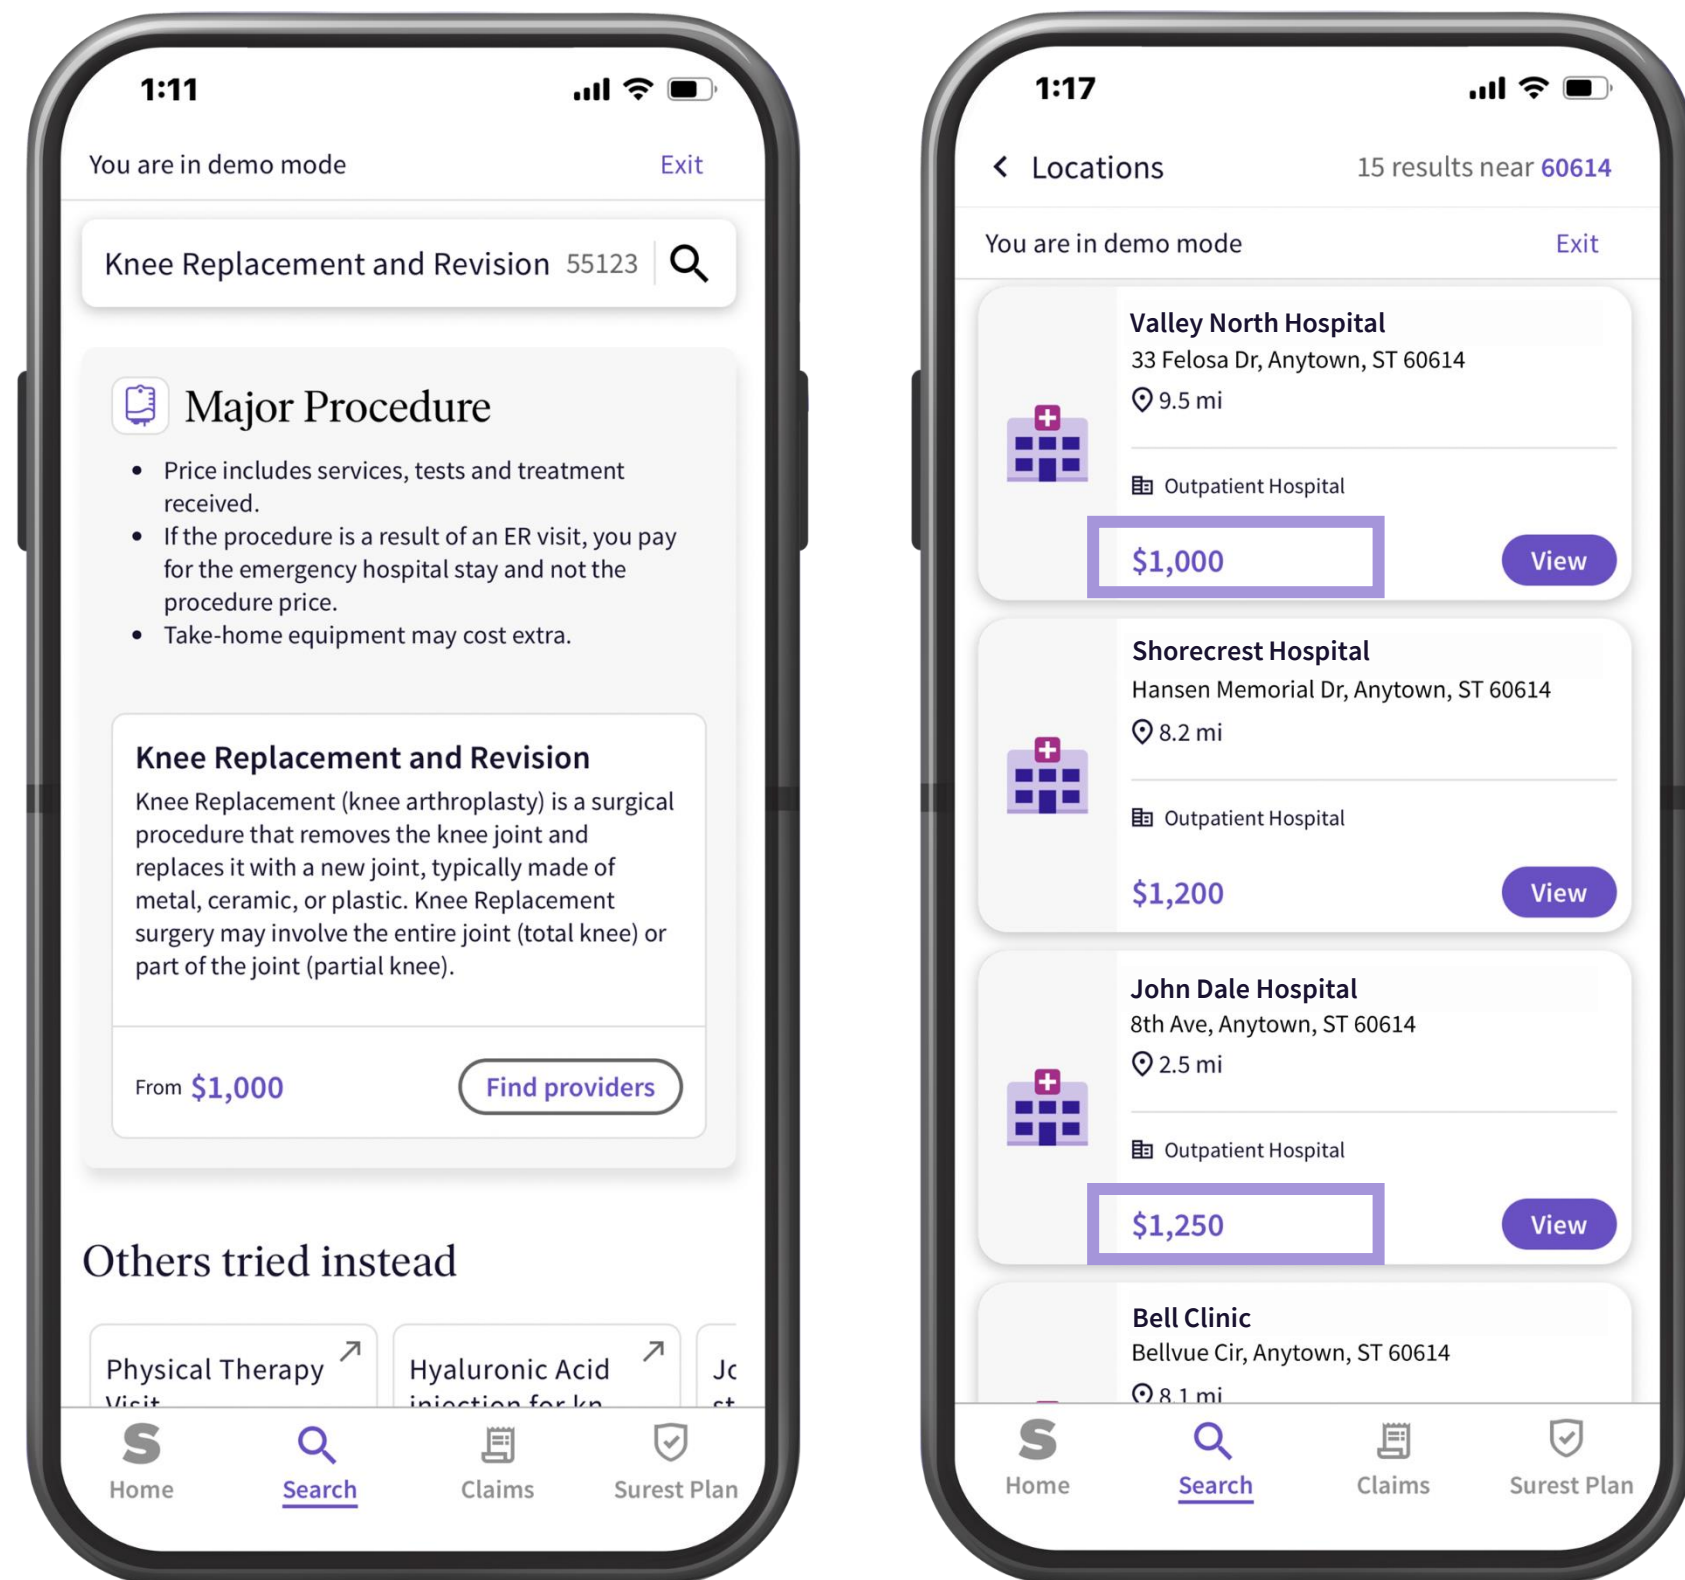 1:11
You are in demo mode Exit
Knee Replacement and Revision 55123
Major Procedure
• Price includes services, tests and treatment
received.
• If the procedure is a result of an ER visit, you pay
for the emergency hospital stay and not the
procedure price.
• Take-home equipment may cost extra.
Knee Replacement and Revision
Knee Replacement (knee arthroplasty) is a surgical
procedure that removes the knee joint and
replaces it with a new joint, typically made of
metal, ceramic, or plastic. Knee Replacement
surgery may involve the entire joint (total knee) or
part of the joint (partial knee).
From $1,000 Find providers
Others tried instead
Physical Therapy
Visit
Hyaluronic Acid
injection for kn
Home Search Claims Surest Plan
1:17
Locations 15 results near 60614
You are in demo mode Exit
Valley North Hospital
33 Felosa Dr, Anytown, ST 60614
9.5 mi
Outpatient Hospital
$1,000 View
Shorecrest Hospital
Hansen Memorial Dr, Anytown, ST 60614
8.2 mi
Outpatient Hospital
$1,200 View
John Dale Hospital
8th Ave, Anytown, ST 60614
2.5 mi
Outpatient Hospital
$1,250 View
Bell Clinic
Bellvue Cir, Anytown, ST 60614
8.1 mi
Home Search Claims Surest Plan